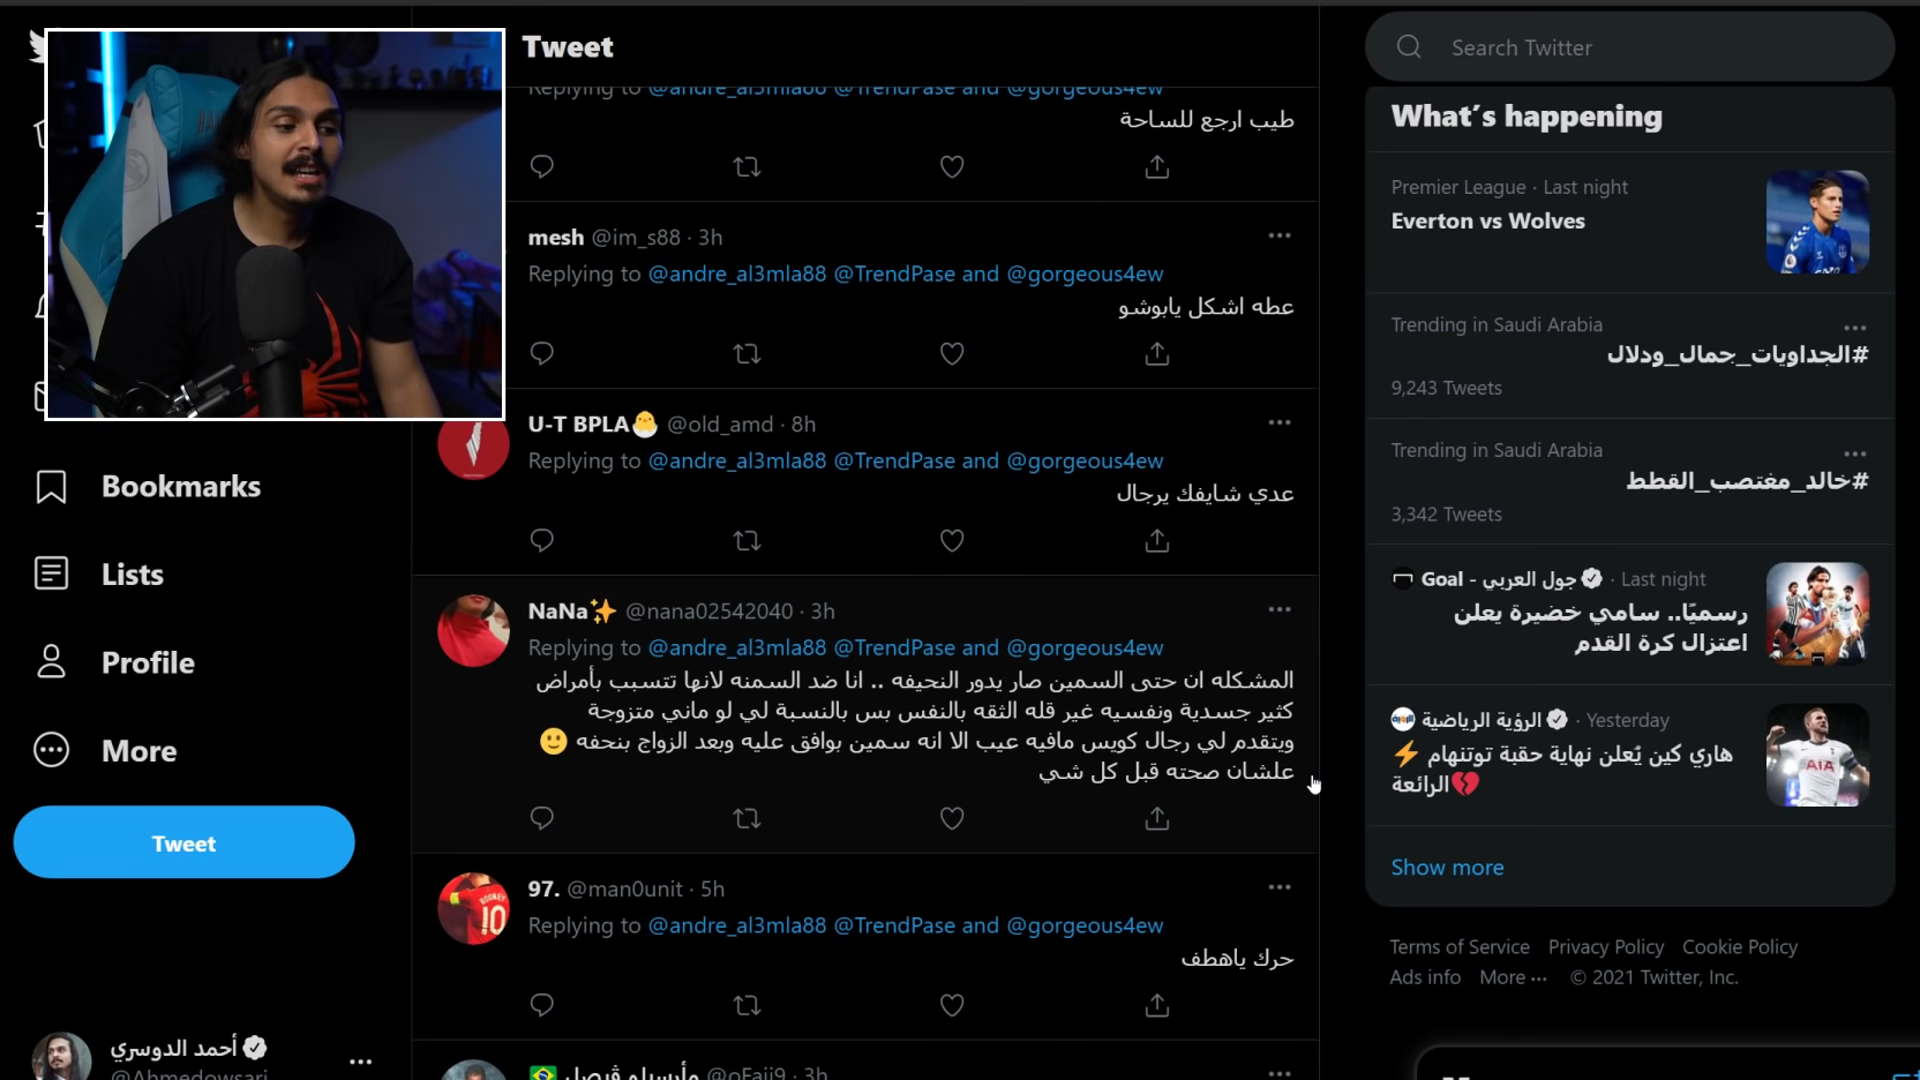 Tweet
Replying to @andre_al3mla88 @TrendPase and @gorgeous4ew
طيب ارجع للساحة
mesh @im_s88 · 3h
Replying to @andre_al3mla88 @TrendPase and @gorgeous4ew
عطه اشكل يابوشو
U-T BPLA🐣 @old_amd · 8h
Replying to @andre_al3mla88 @TrendPase and @gorgeous4ew
عدي شايفك يرجال
NaNa✨ @nana02542040 · 3h
Replying to @andre_al3mla88 @TrendPase and @gorgeous4ew
المشكله ان حتى السمين صار يدور النحيفه .. انا ضد السمنه لانها تتسبب بأمراض
كثير جسدية ونفسيه غير قله الثقه بالنفس بس بالنسبة لي لو ماني متزوجة
ويتقدم لي رجال كويس مافيه عيب الا انه سمين بوافق عليه وبعد الزواج بنحفه 🙂
علشان صحته قبل كل شي
97. @man0unit · 5h
Replying to @andre_al3mla88 @TrendPase and @gorgeous4ew
حرك ياهطف
@oFaji9 · 3h
Bookmarks
Lists
Profile
More
Tweet
أحمد الدوسري
@Ahmedowsari
Search Twitter
What's happening
Premier League · Last night
Everton vs Wolves
Trending in Saudi Arabia
#الجداويات_جمال_ودلال
9,243 Tweets
Trending in Saudi Arabia
#خالد_مغتصب_القطط
3,342 Tweets
Goal - جول العربي · Last night
رسميًا.. سامي خضيرة يعلن
اعتزال كرة القدم
الرؤية الرياضية · Yesterday
هاري كين يُعلن نهاية حقبة توتنهام ⚡
الرائعة💔
AIA
Show more
Terms of Service Privacy Policy Cookie Policy
Ads info More ··· © 2021 Twitter, Inc.
ROONEY
10